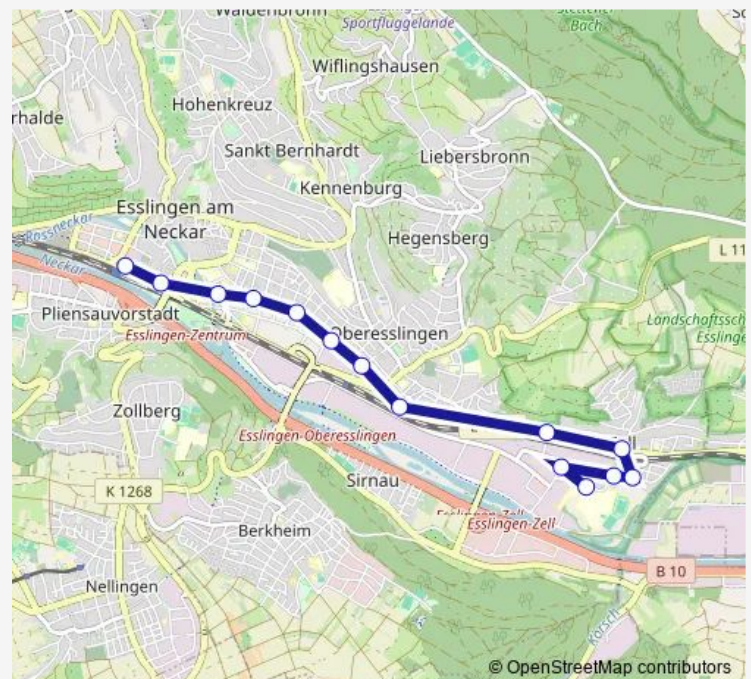 Waldenbronn
Sportfluggelände
Stettener
Bach
Wiflingshausen
rhalde
Hohenkreuz
Sankt Bernhardt
Liebersbronn
Kennenburg
Esslingen am
Neckar
Rossneckar
Hegensberg
L 11
Neckar
Pliensauvorstadt
Esslingen-Zentrum
Oberesslingen
Landschaftssch
Esslinge
Zollberg
Esslingen-Oberesslingen
ll
K 1268
Sirnau
Esslingen-Zell
Esslingen-Zell
Berkheim
B 10
Nellingen
Körsch
© OpenStreetMap contributors